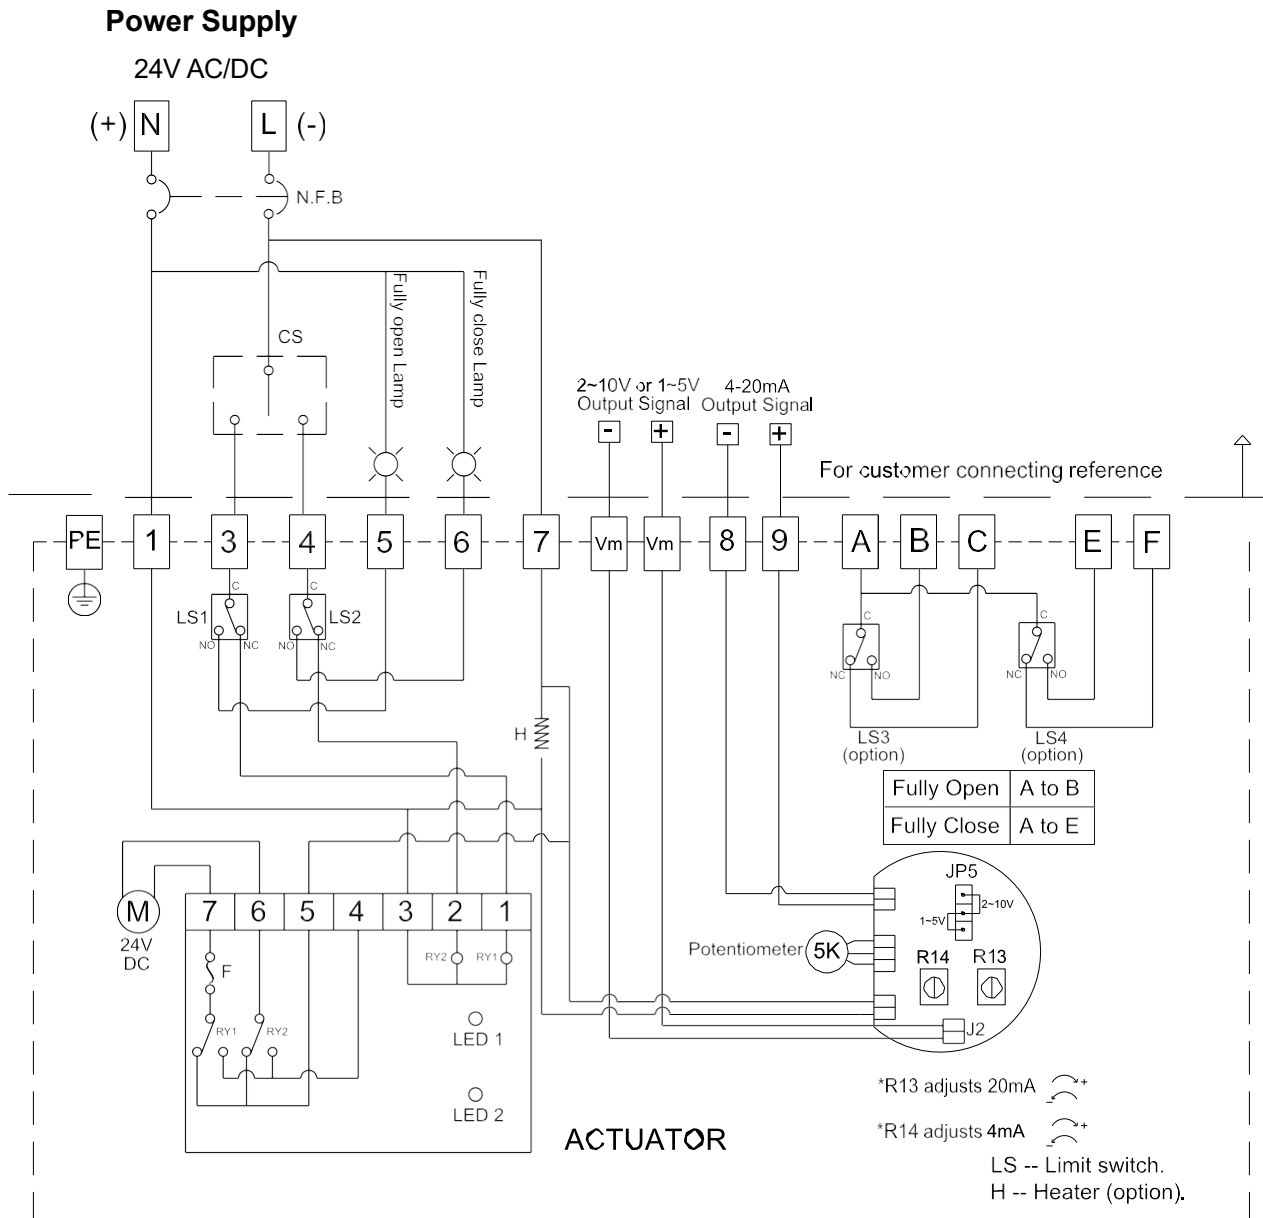 Power Supply
24V AC/DC
(+) N L (-)
N.F.B
CS
Fully open Lamp
Fully close Lamp
2~10V or 1~5V
Output Signal
4-20mA
Output Signal
- + - +
For customer connecting reference
PE 1 3 4 5 6 7 Vm Vm 8 9 A B C E F
C C
LS1 LS2
NO NC NO NC
C C
NC NO NC NO
LS3
(option)
LS4
(option)
H
Fully Open A to B
Fully Close A to E
M
24V
DC
7 6 5 4 3 2 1
F
RY2 RY1
RY1 RY2
LED 1
LED 2
JP5
2~10V
1~5V
Potentiometer 5K
R14 R13
J2
*R13 adjusts 20mA - +
*R14 adjusts 4mA - +
ACTUATOR
LS -- Limit switch.
H -- Heater (option).